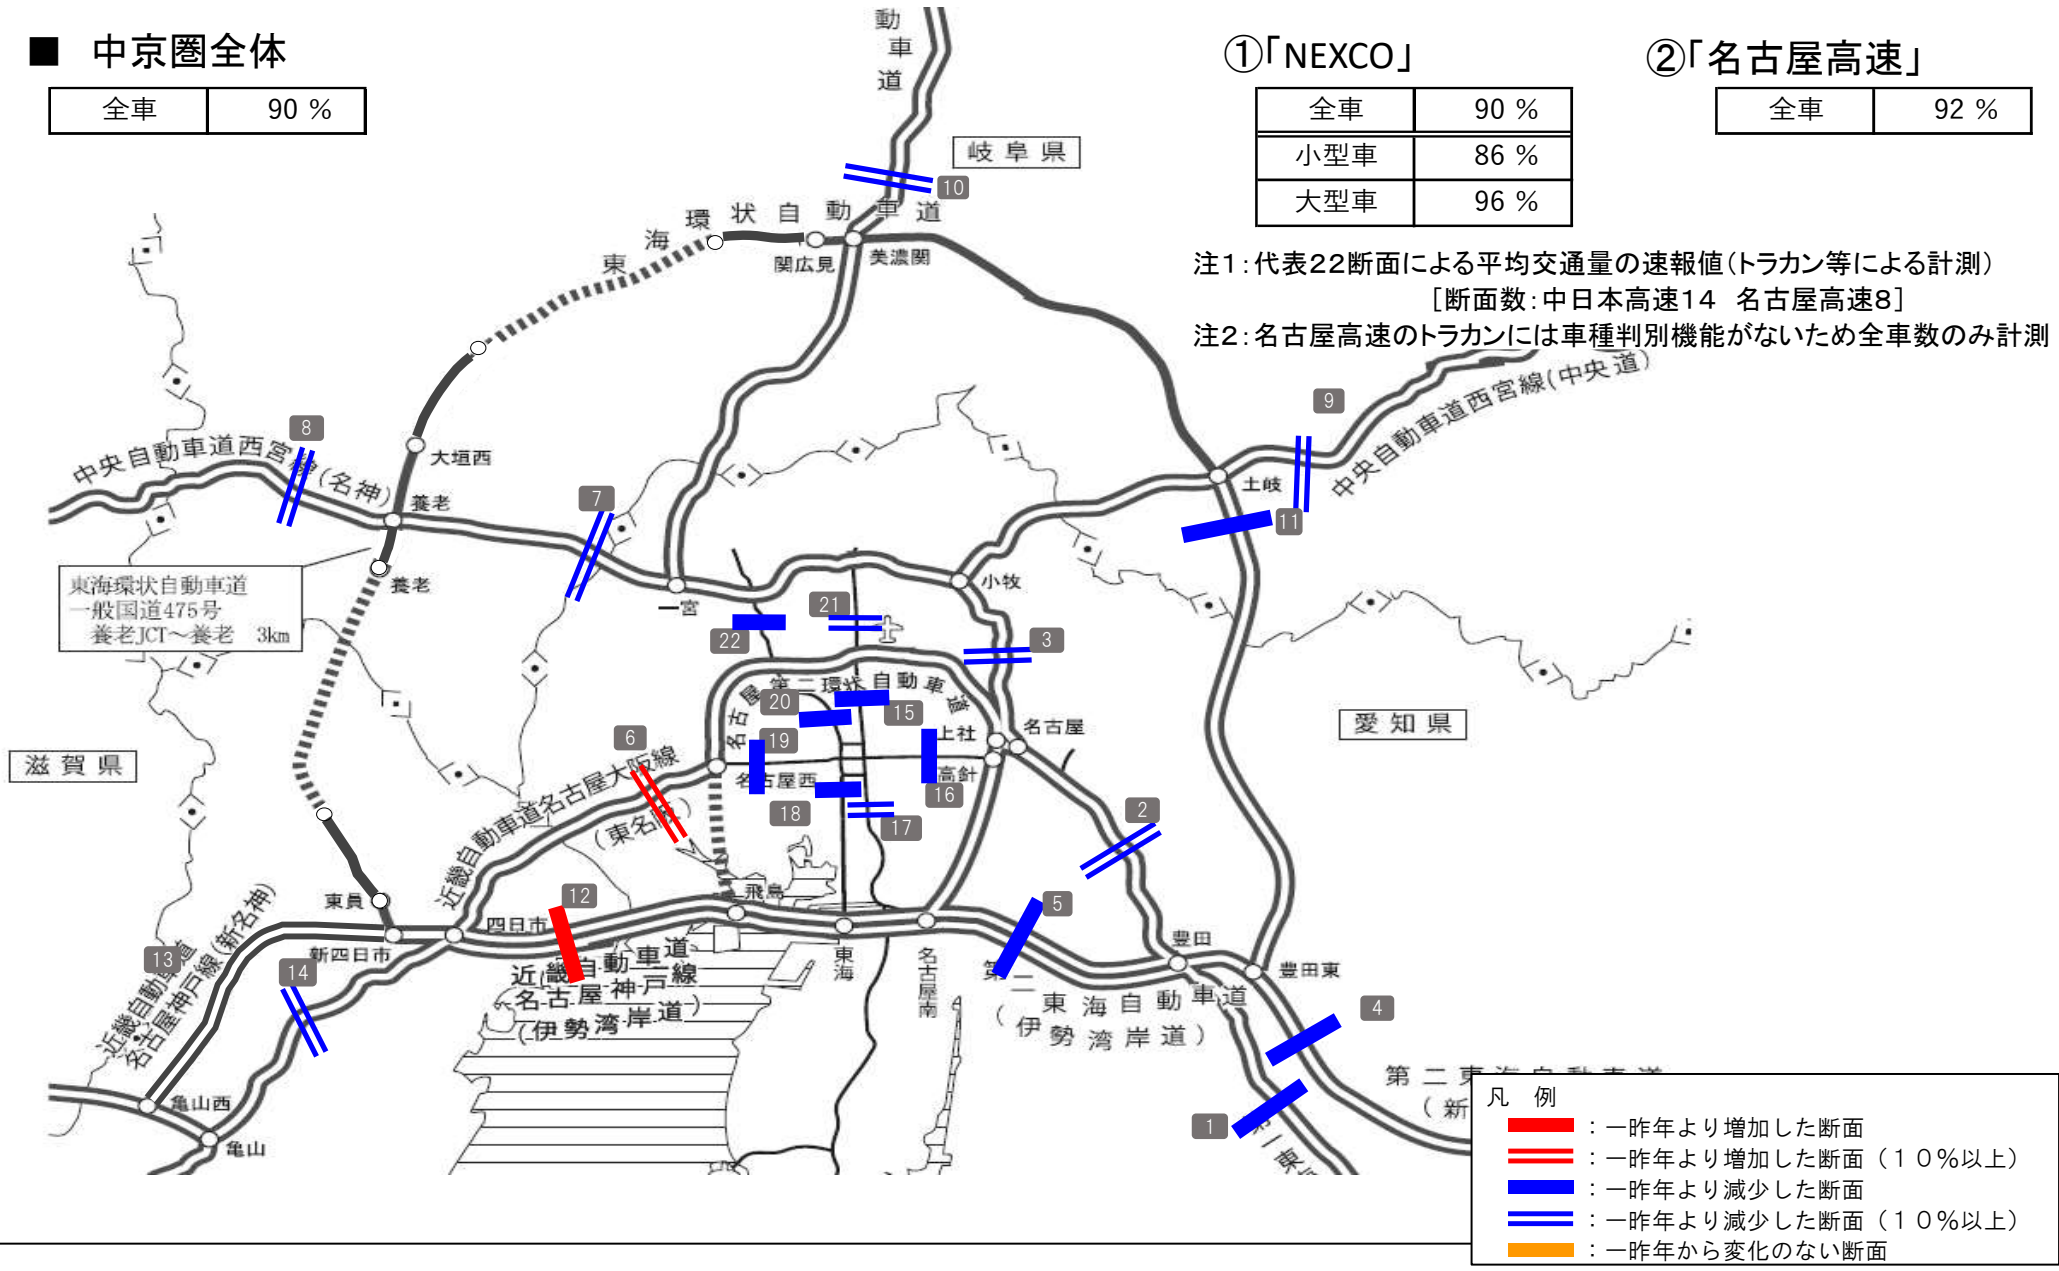 ■ 中京圏全体
全車 90 %
①「NEXCO」
全車 90 %
小型車 86 %
大型車 96 %
②「名古屋高速」
全車 92 %
注1:代表22断面による平均交通量の速報値(トラカン等による計測)
[断面数:中日本高速14 名古屋高速8]
注2:名古屋高速のトラカンには車種判別機能がないため全車数のみ計測
動車道
岐阜県
10
東海環状自動車道
関広見
美濃関
9
中央自動車道西宮線(中央道)
8
中央自動車道西宮線(名神)
大垣西
養老
7
土岐
11
東海環状自動車道
一般国道475号
養老JCT～養老 3km
養老
一宮
小牧
21
22
3
名古屋第二環状自動車道
20
15
19
上社
名古屋
愛知県
滋賀県
6
近畿自動車道名古屋大阪線
(東名阪)
名古屋西
高針
16
18
17
2
12
飛島
5
東員
四日市
新四日市
豊田
豊田東
13
14
近畿自動車道
名古屋神戸線(新名神)
近畿自動車道
名古屋神戸線
(伊勢湾岸道)
東海
名古屋南
第二東海自動車道
(伊勢湾岸道)
4
亀山西
亀山
1
第二東海自動車道
(新
第一東
凡 例
:一昨年より増加した断面
:一昨年より増加した断面(10%以上)
:一昨年より減少した断面
:一昨年より減少した断面(10%以上)
:一昨年から変化のない断面